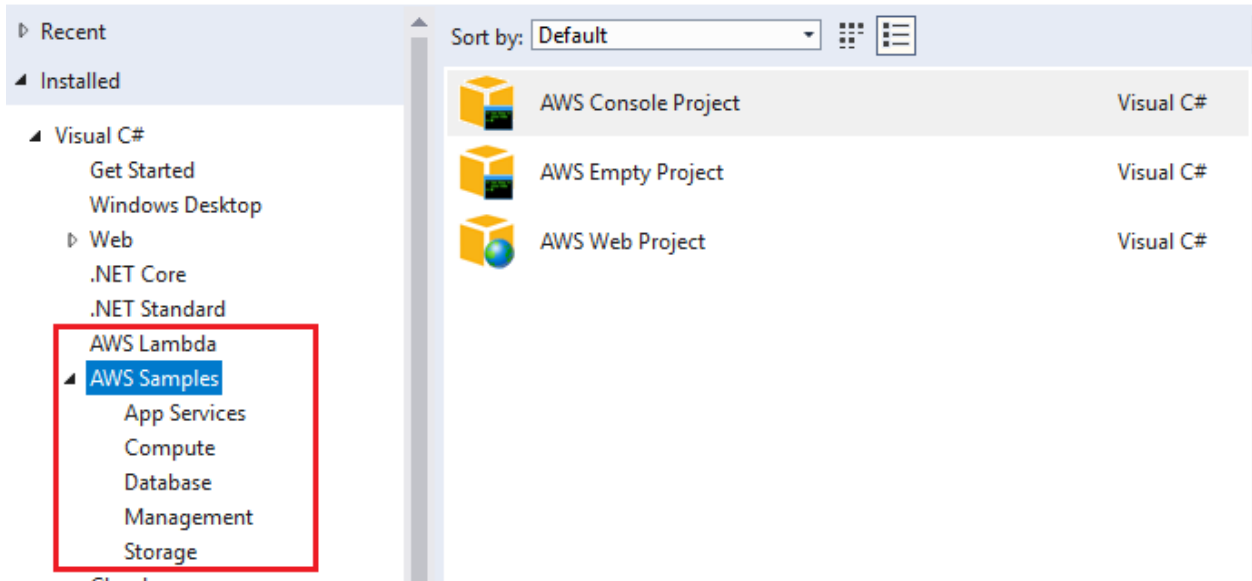 Recent
Installed
Visual C#
Get Started
Windows Desktop
Web
.NET Core
.NET Standard
AWS Lambda
AWS Samples
App Services
Compute
Database
Management
Storage
Sort by: Default
AWS Console Project Visual C#
AWS Empty Project Visual C#
AWS Web Project Visual C#